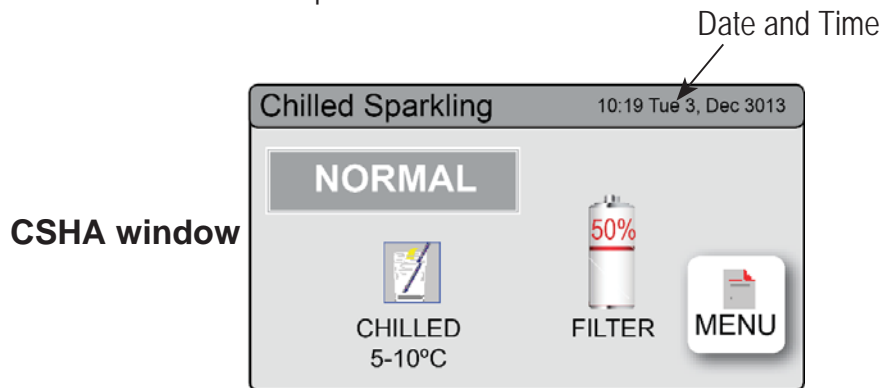 Date and Time
Chilled Sparkling 10:19 Tue 3, Dec 3013
NORMAL
CSHA window
50%
CHILLED
5-10ºC
FILTER
MENU